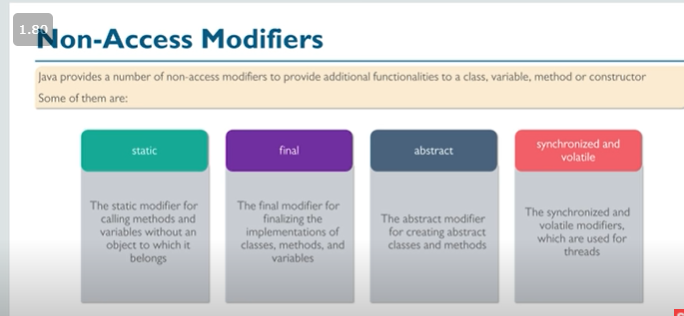 1.80
Non-Access Modifiers
Java provides a number of non-access modifiers to provide additional functionalities to a class, variable, method or constructor
Some of them are:
static
The static modifier for
calling methods and
variables without an
object to which it
belongs
final
The final modifier for
finalizing the
implementations of
classes, methods, and
variables
abstract
The abstract modifier
for creating abstract
classes and methods
synchronized and
volatile
The synchronized and
volatile modifiers,
which are used for
threads